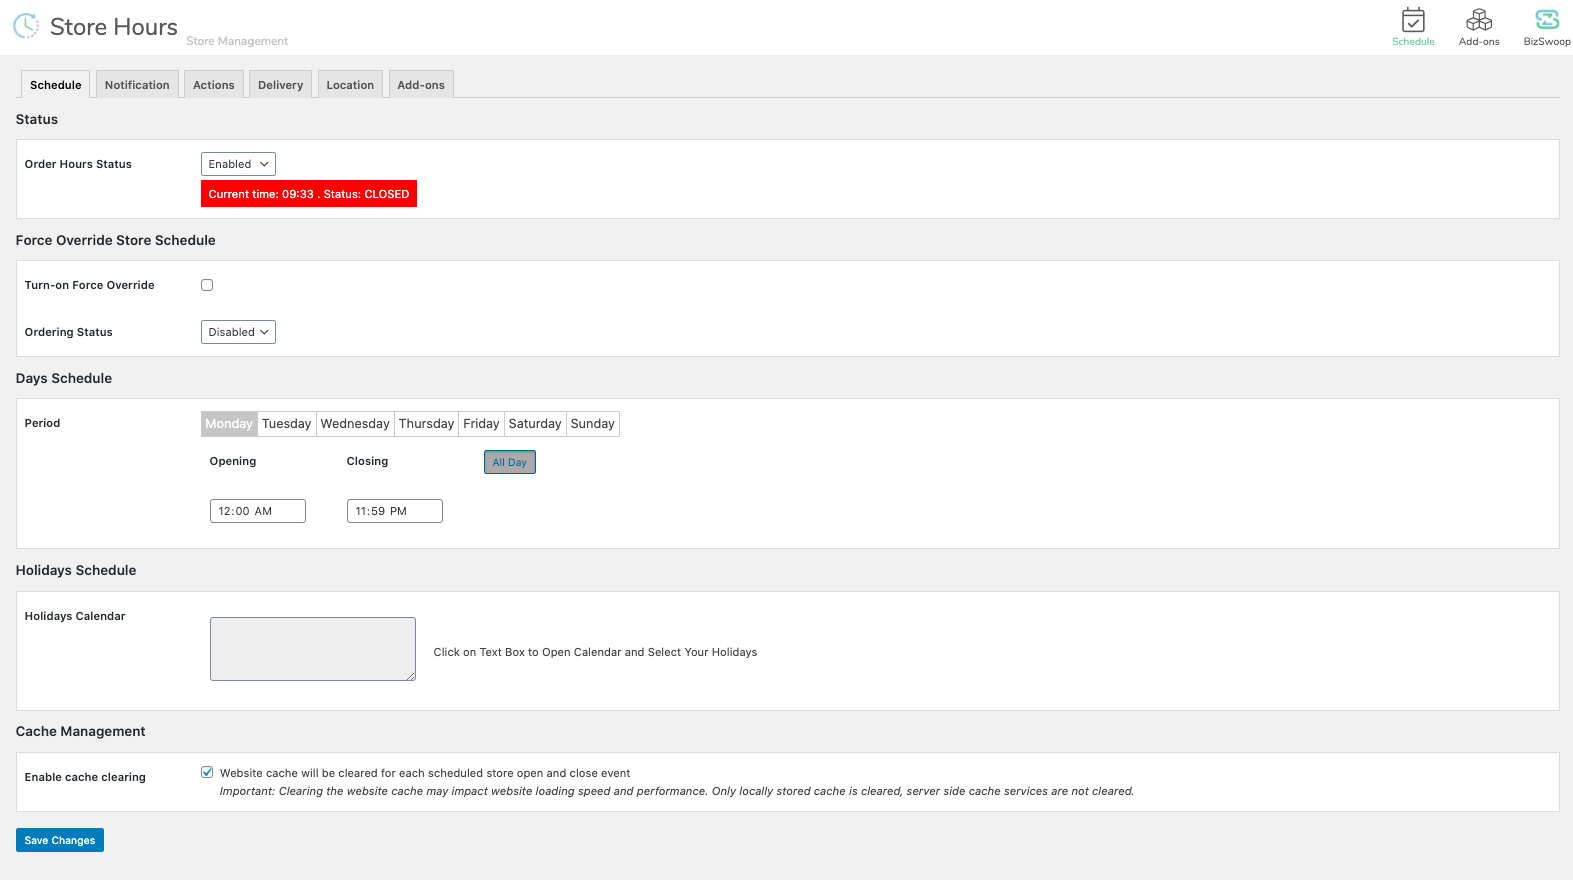 Store Hours
Store Management
Schedule
Add-ons
BizSwoop
Schedule
Notification
Actions
Delivery
Location
Add-ons
Status
Order Hours Status
Enabled
Current time: 09:33 . Status: CLOSED
Force Override Store Schedule
Turn-on Force Override
Ordering Status
Disabled
Days Schedule
Period
Monday
Tuesday
Wednesday
Thursday
Friday
Saturday
Sunday
Opening
Closing
All Day
12:00 AM
11:59 PM
Holidays Schedule
Holidays Calendar
Click on Text Box to Open Calendar and Select Your Holidays
Cache Management
Enable cache clearing
Website cache will be cleared for each scheduled store open and close event
Important: Clearing the website cache may impact website loading speed and performance. Only locally stored cache is cleared, server side cache services are not cleared.
Save Changes